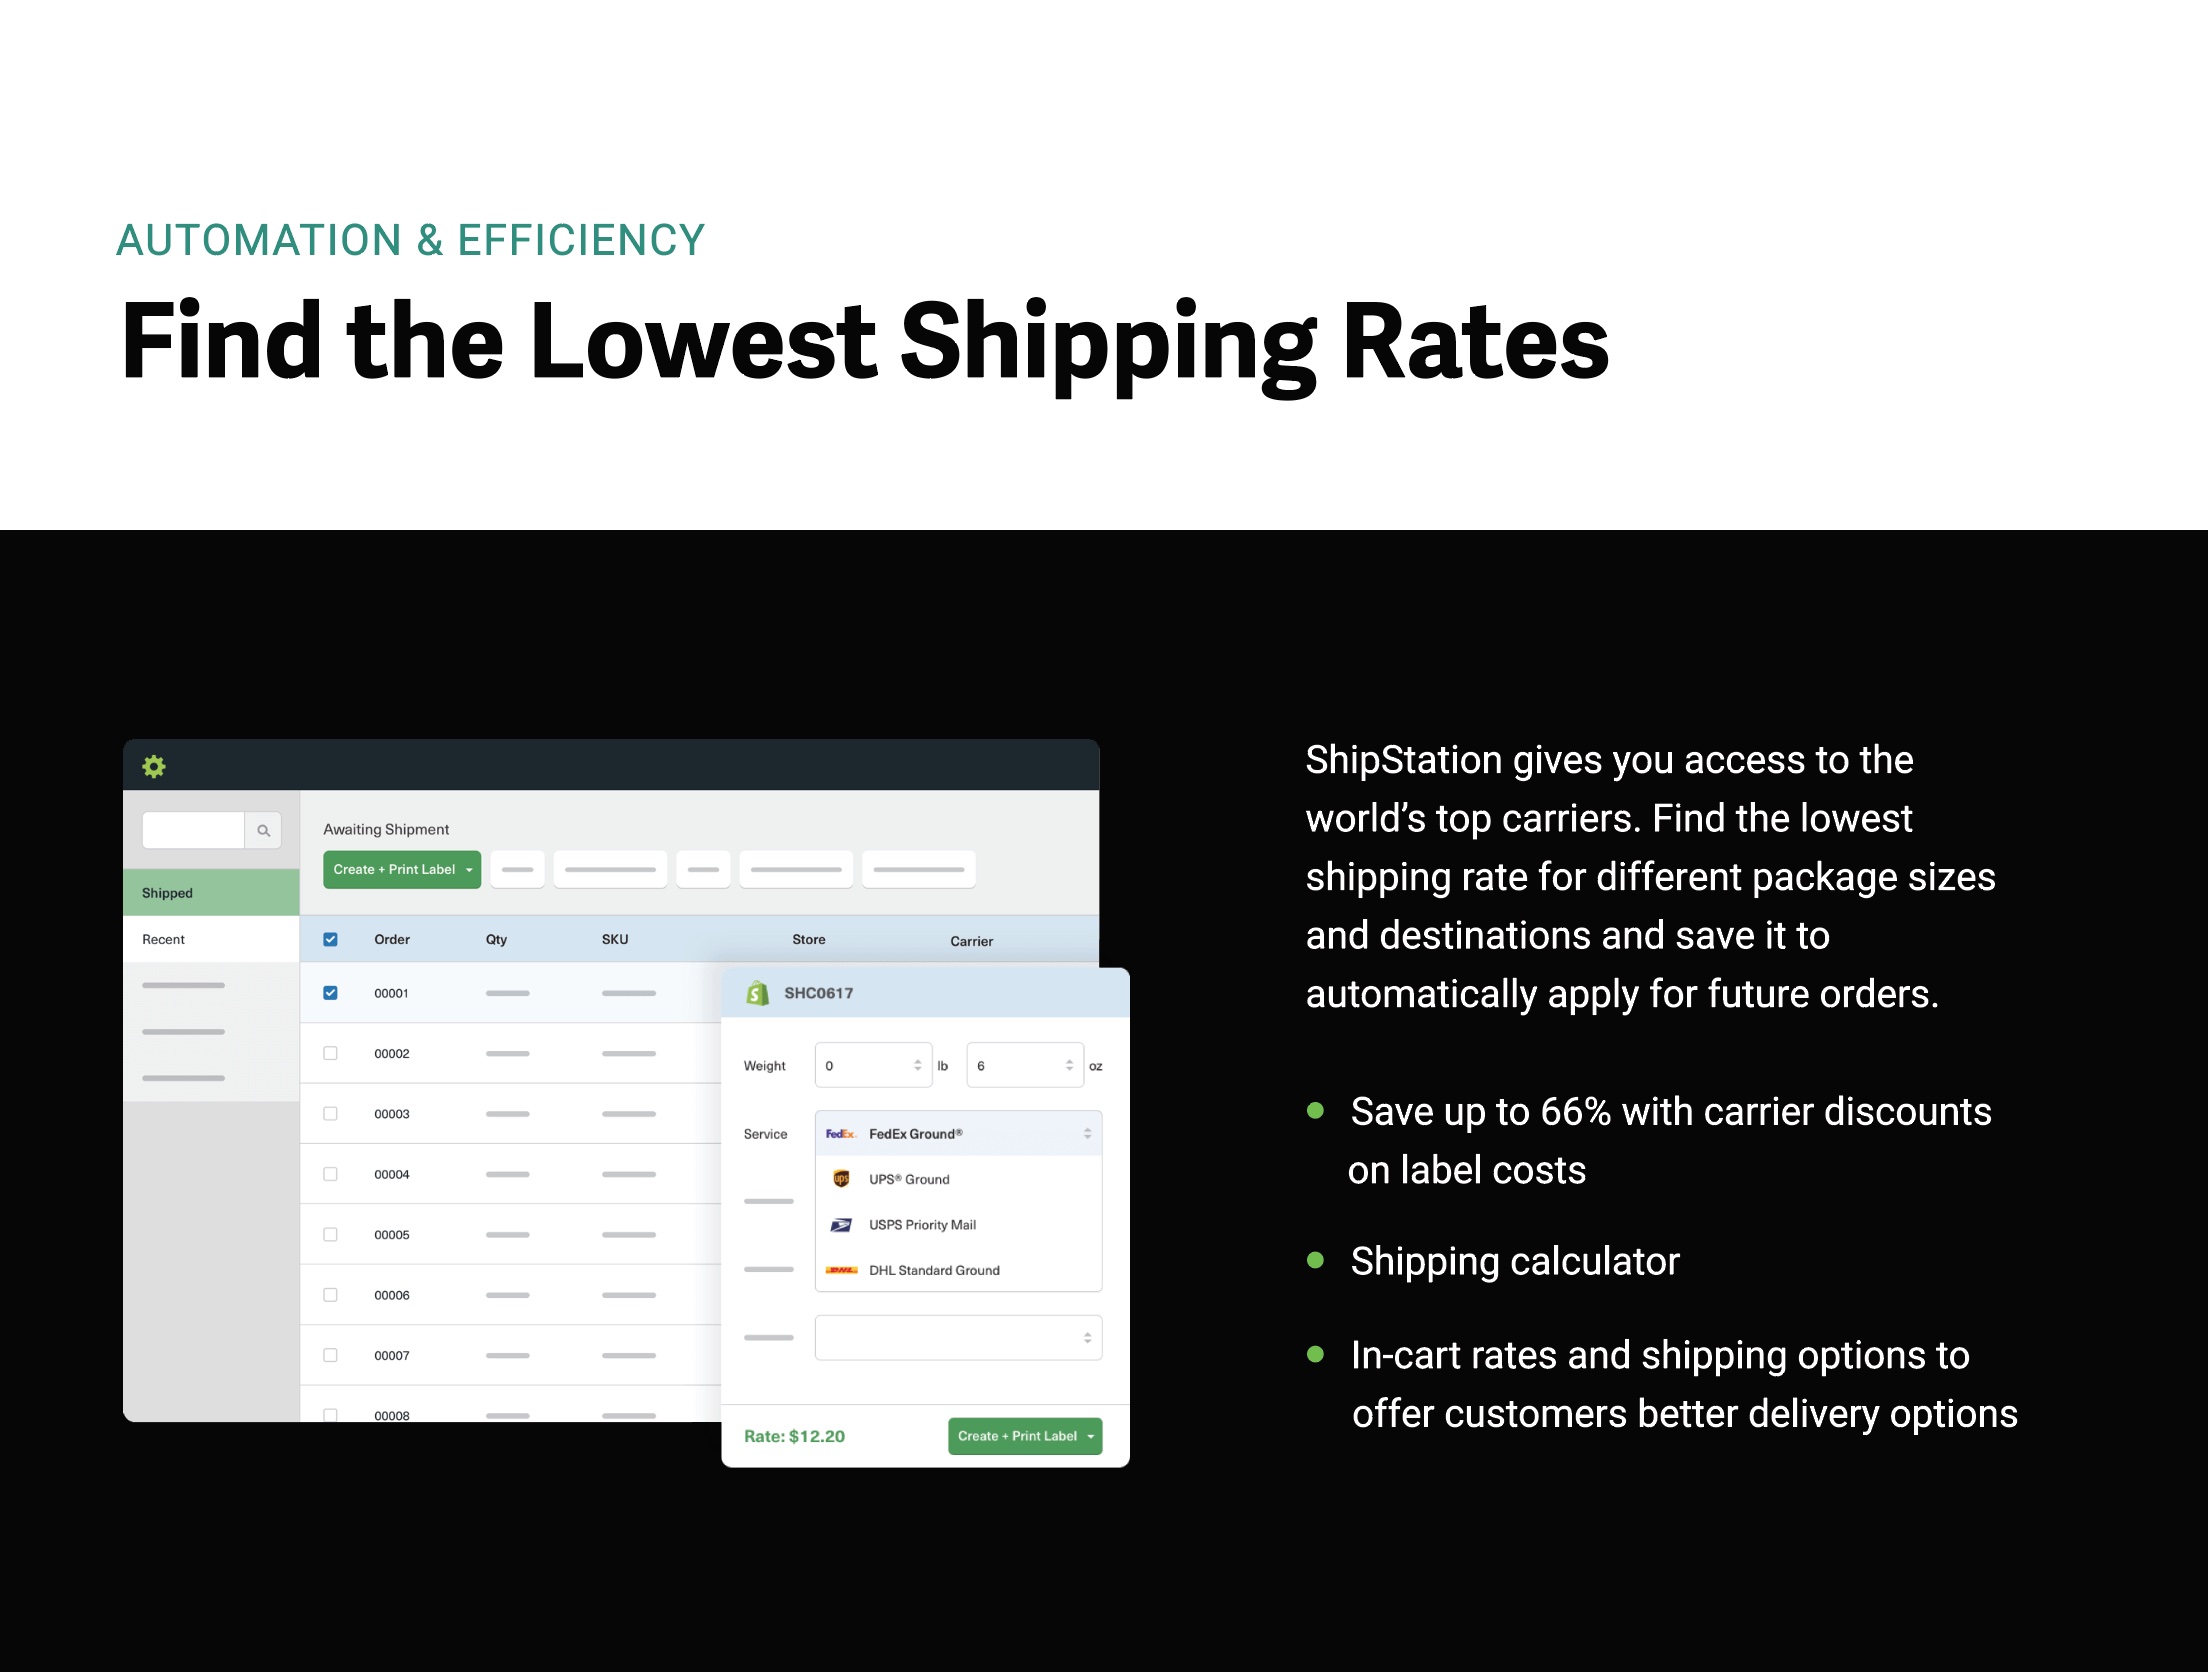 AUTOMATION & EFFICIENCY
Find the Lowest Shipping Rates
Awaiting Shipment
Create + Print Label
Shipped
Recent
Order Qty SKU Store Carrier
00001
00002
00003
00004
00005
00006
00007
00008
SHC0617
Weight 0 lb 6 oz
Service FedEx. FedEx Ground®
ups UPS® Ground
USPS Priority Mail
DHL DHL Standard Ground
Rate: $12.20 Create + Print Label
ShipStation gives you access to the
world’s top carriers. Find the lowest
shipping rate for different package sizes
and destinations and save it to
automatically apply for future orders.
Save up to 66% with carrier discounts
on label costs
Shipping calculator
In-cart rates and shipping options to
offer customers better delivery options